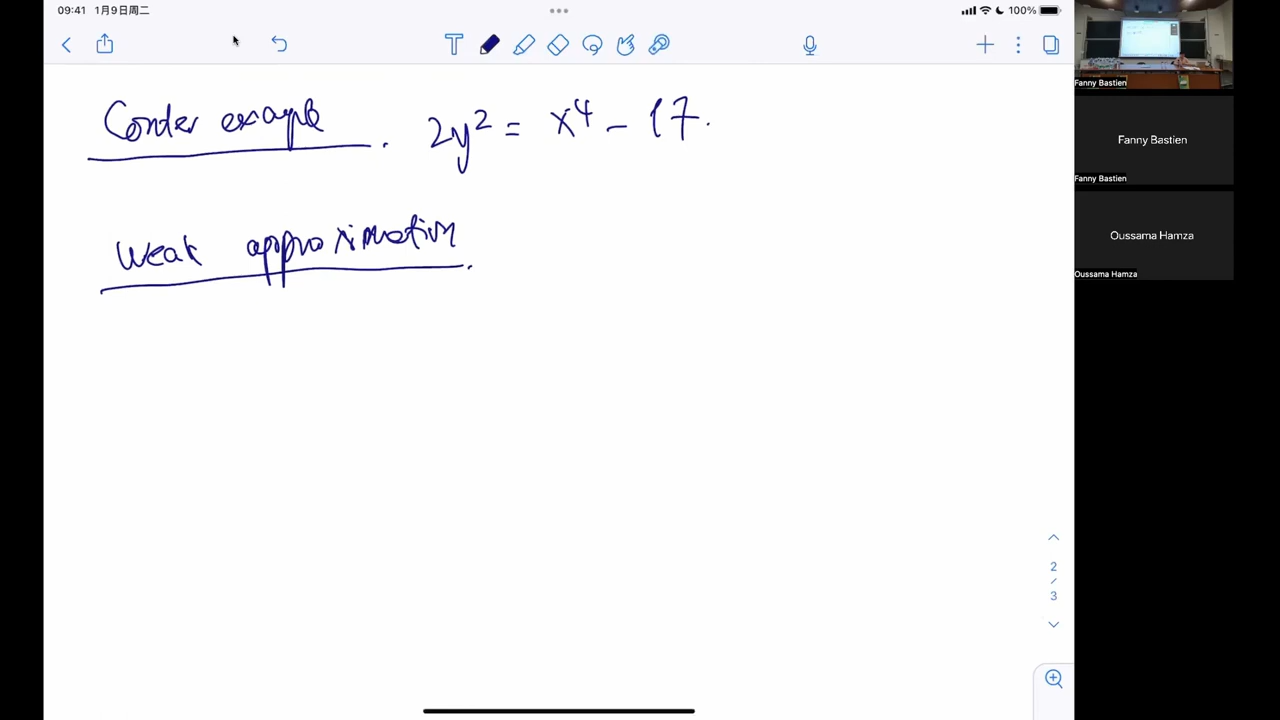 09:41 1月9日周二
100%
Conter example. 2y² = x⁴ - 17.
Weak approximation.
2
/
3
Fanny Bastien
Fanny Bastien
Fanny Bastien
Oussama Hamza
Oussama Hamza